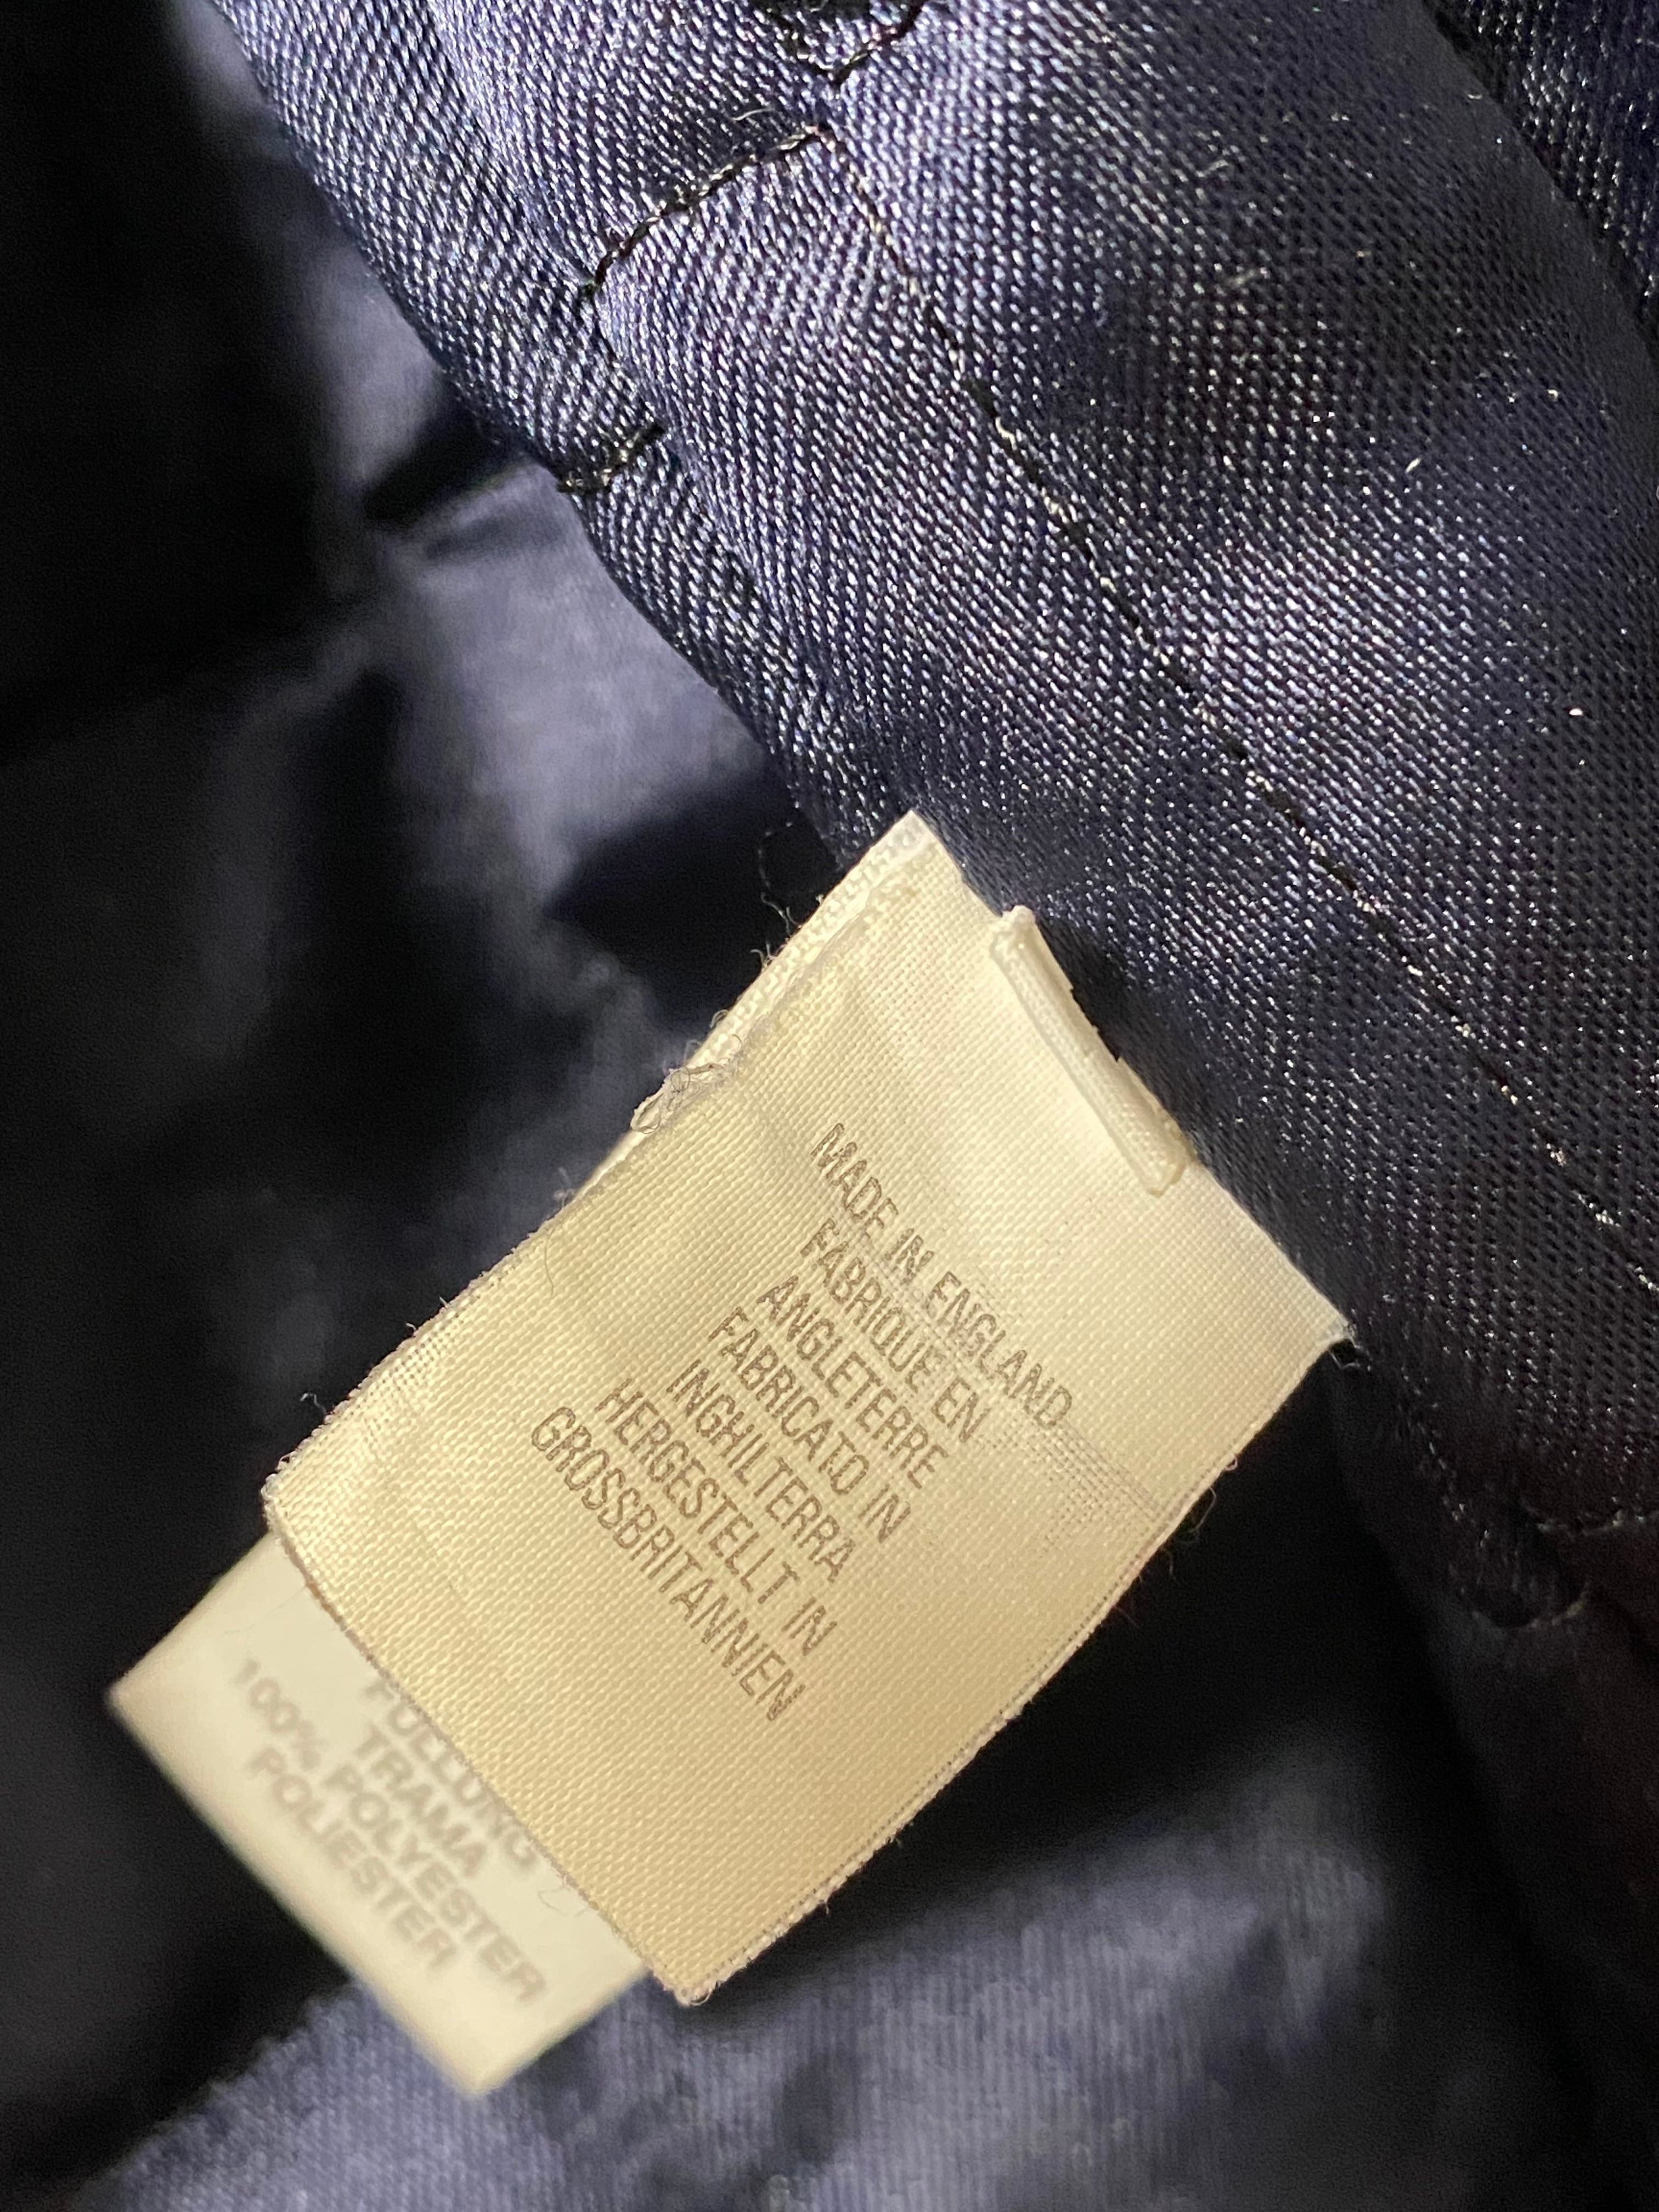 MADE IN ENGLAND
FABRIQUE EN
ANGLETERRE
FABRICATO IN
INGHILTERRA
HERGESTELLT IN
GROSSBRITANNIEN
TRAMA
100% POLYESTER
POLIESTER